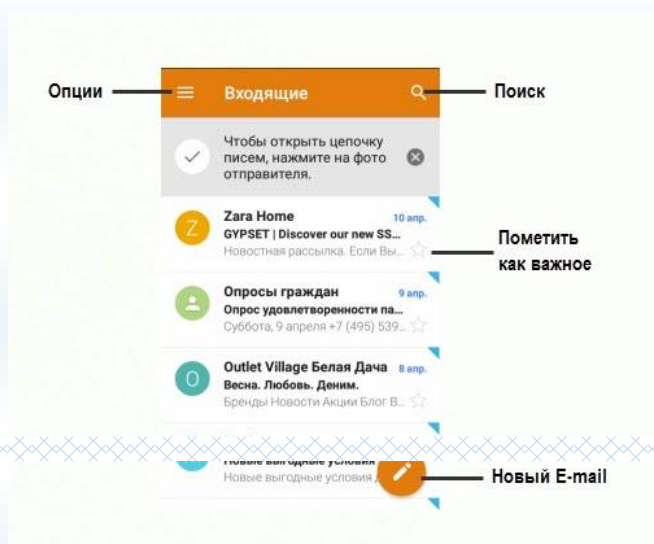 Опции
Входящие
Поиск
Чтобы открыть цепочку
писем, нажмите на фото
отправителя.
Z
Zara Home 10 апр.
GYPSET | Discover our new SS...
Новостная рассылка. Если Вы...
Пометить
как важное
Опросы граждан 9 апр.
Опрос удовлетворенности па...
Суббота, 9 апреля +7 (495) 539...
O
Outlet Village Белая Дача 8 апр.
Весна. Любовь. Деним.
Бренды Новости Акции Блог В...
Новые выгодные условия
Новые выгодные условия
Новый E-mail